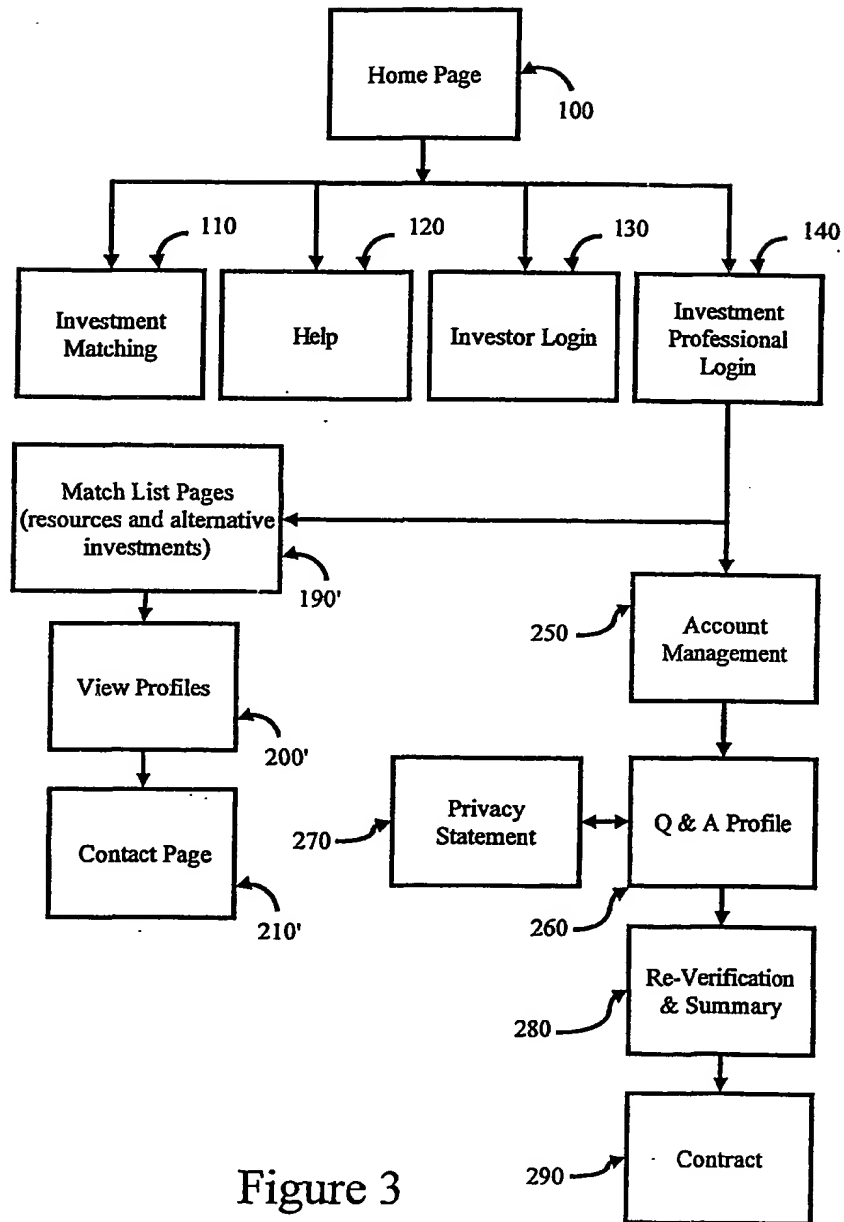 Home Page
100
110
120
130
140
Investment
Matching
Help
Investor Login
Investment
Professional
Login
Match List Pages
(resources and alternative
investments)
190'
250
Account
Management
View Profiles
200'
270
Privacy
Statement
Q & A Profile
Contact Page
210'
260
280
Re-Verification
& Summary
290
Contract
Figure 3